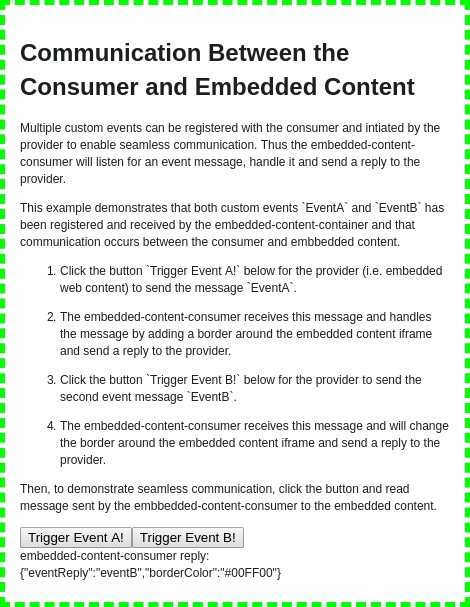 Communication Between the
Consumer and Embedded Content
Multiple custom events can be registered with the consumer and intiated by the
provider to enable seamless communication. Thus the embedded-content-
consumer will listen for an event message, handle it and send a reply to the
provider.
This example demonstrates that both custom events `EventA` and `EventB` has
been registered and received by the embedded-content-container and that
communication occurs between the consumer and embbedded content.
1. Click the button `Trigger Event A!` below for the provider (i.e. embedded
web content) to send the message `EventA`.
2. The embedded-content-consumer receives this message and handles
the message by adding a border around the embedded content iframe
and send a reply to the provider.
3. Click the button `Trigger Event B!` below for the provider to send the
second event message `EventB`.
4. The embedded-content-consumer receives this message and will change
the border around the embedded content iframe and send a reply to the
provider.
Then, to demonstrate seamless communication, click the button and read
message sent by the embbedded-content-consumer to the embedded content.
Trigger Event A! Trigger Event B!
embedded-content-consumer reply:
{"eventReply":"eventB","borderColor":"#00FF00"}